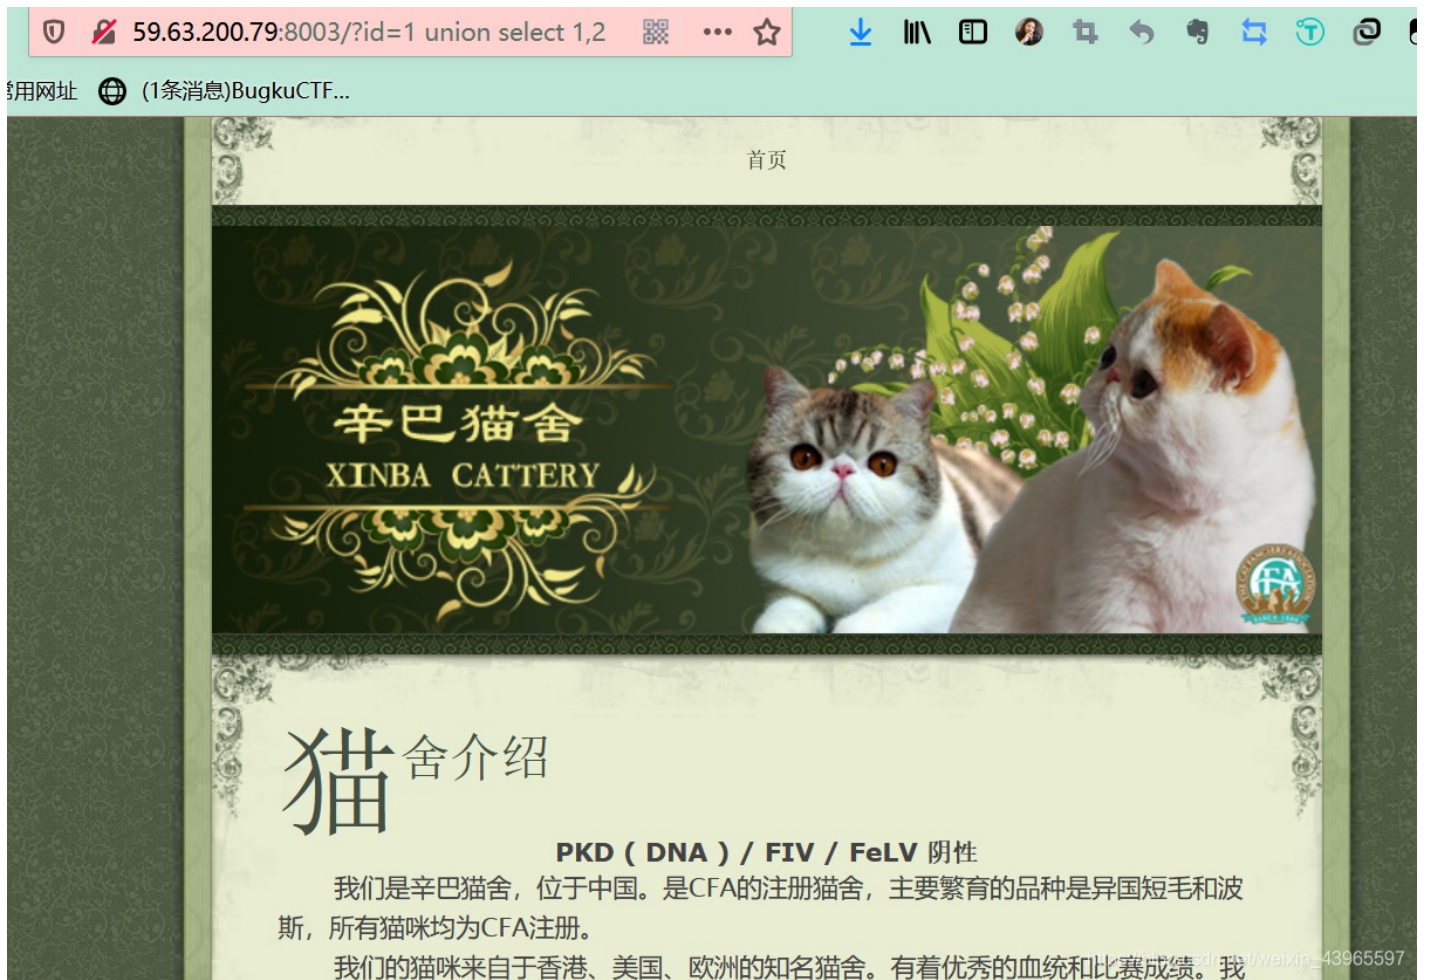 59.63.200.79:8003/?id=1 union select 1,2
常用网址 (1条消息)BugkuCTF...
首页
辛巴猫舍
XINBA CATTERY
CFA
猫舍介绍
PKD ( DNA ) / FIV / FeLV 阴性
我们是辛巴猫舍，位于中国。是CFA的注册猫舍，主要繁育的品种是异国短毛和波
斯，所有猫咪均为CFA注册。
我们的猫咪来自于香港、美国、欧洲的知名猫舍。有着优秀的血统和比赛成绩。我